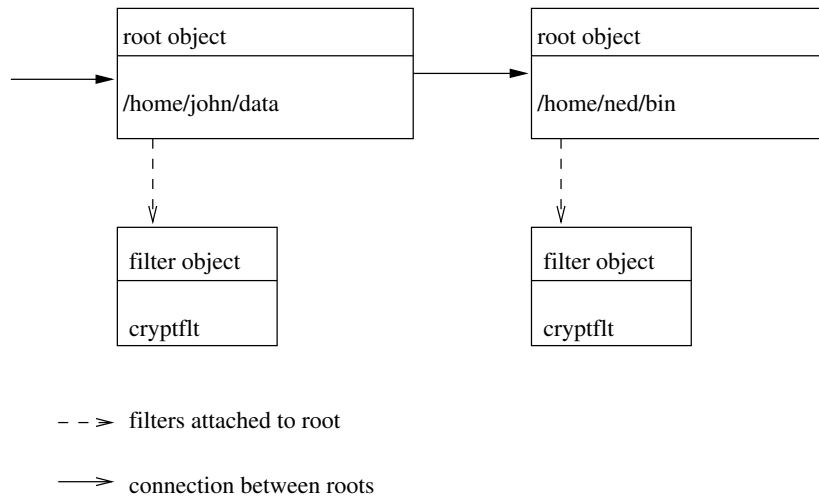 root object
/home/john/data
root object
/home/ned/bin
filter object
cryptflt
filter object
cryptflt
filters attached to root
connection between roots